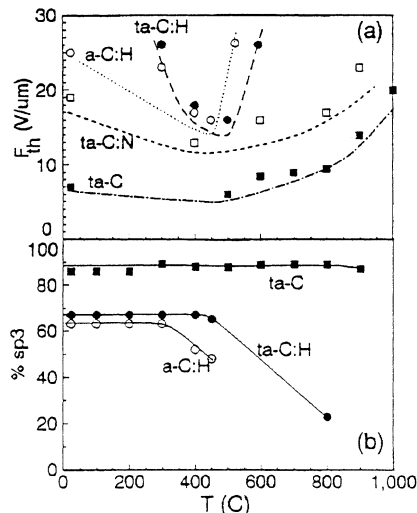 30
20
10
0
F_th (V/um)
ta-C:H
(a)
a-C:H
ta-C:N
ta-C
100
80
60
40
20
0
% sp3
ta-C
ta-C:H
a-C:H
(b)
0 200 400 600 800 1,000
T (C)